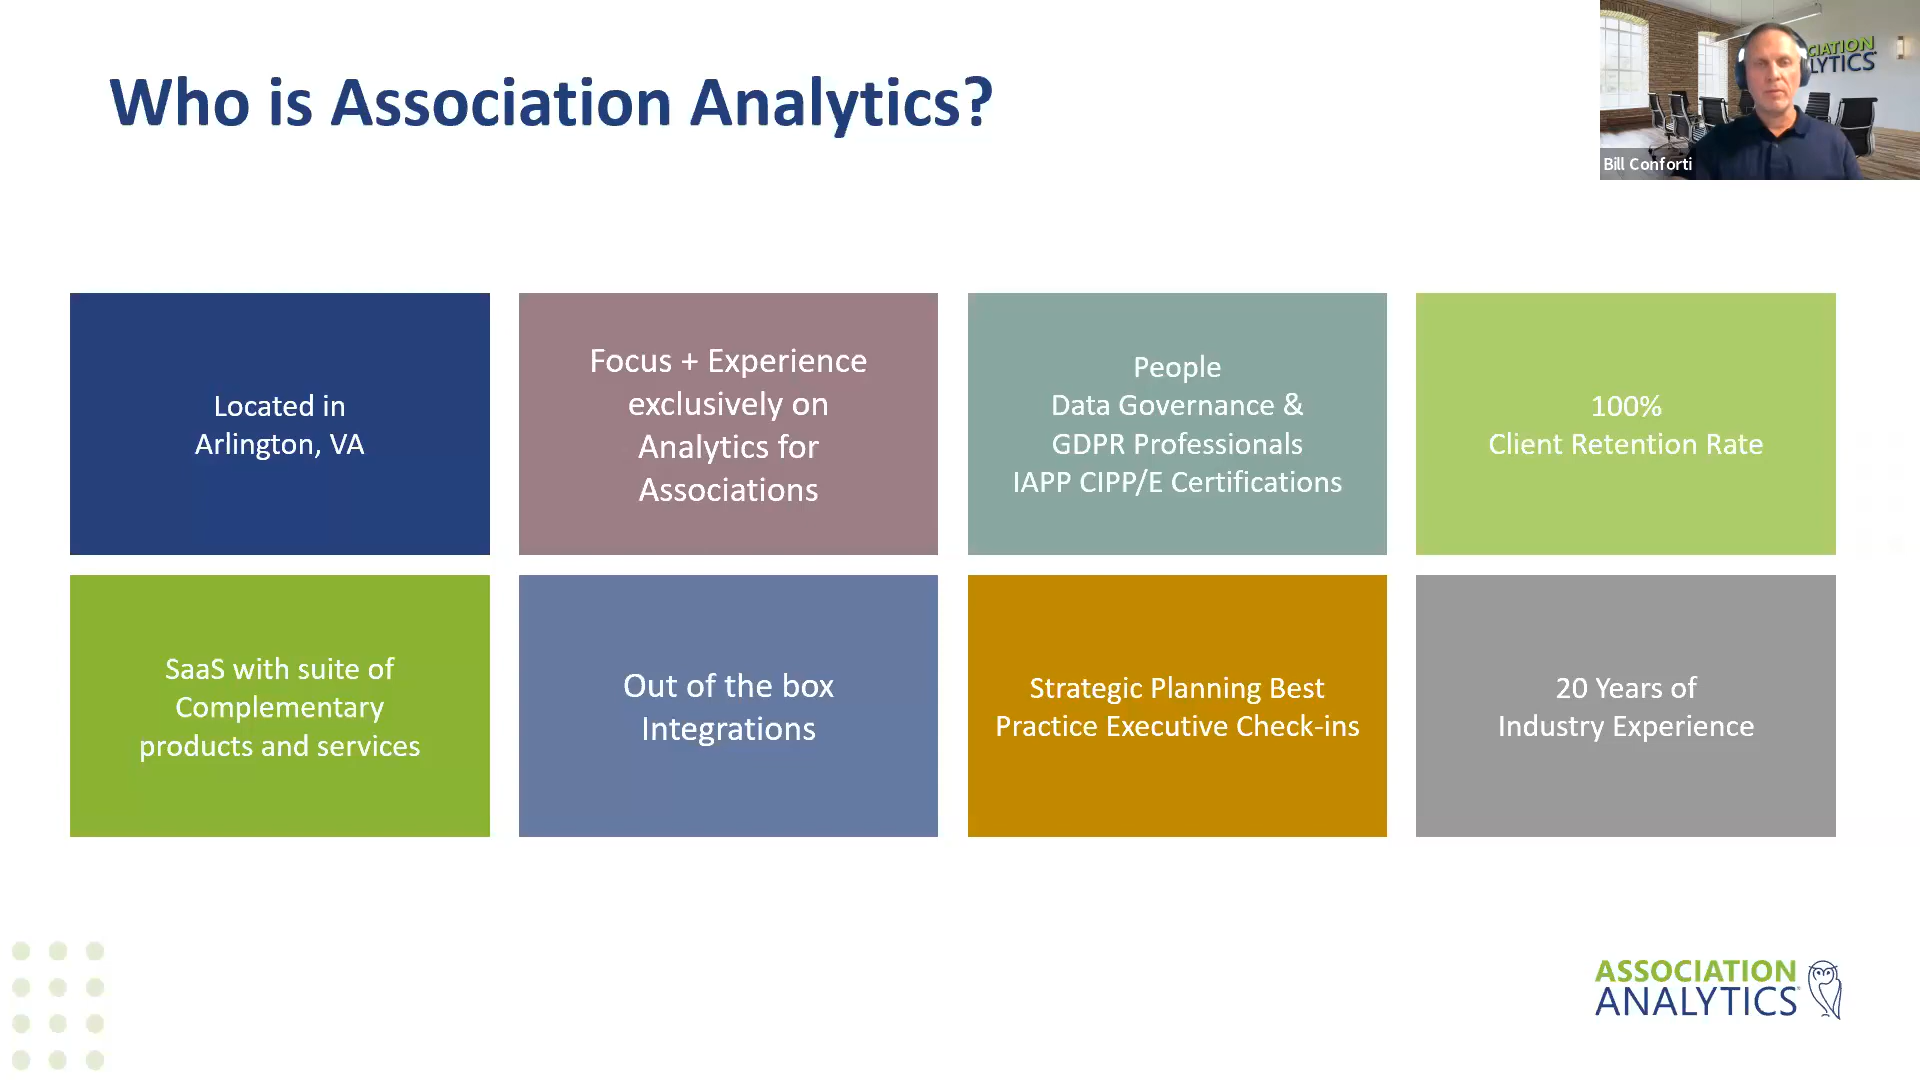 Who is Association Analytics?
CIATION
LYTICS
Bill Conforti
Located in
Arlington, VA
Focus + Experience
exclusively on
Analytics for
Associations
People
Data Governance &
GDPR Professionals
IAPP CIPP/E Certifications
100%
Client Retention Rate
SaaS with suite of
Complementary
products and services
Out of the box
Integrations
Strategic Planning Best
Practice Executive Check-ins
20 Years of
Industry Experience
ASSOCIATION
ANALYTICS